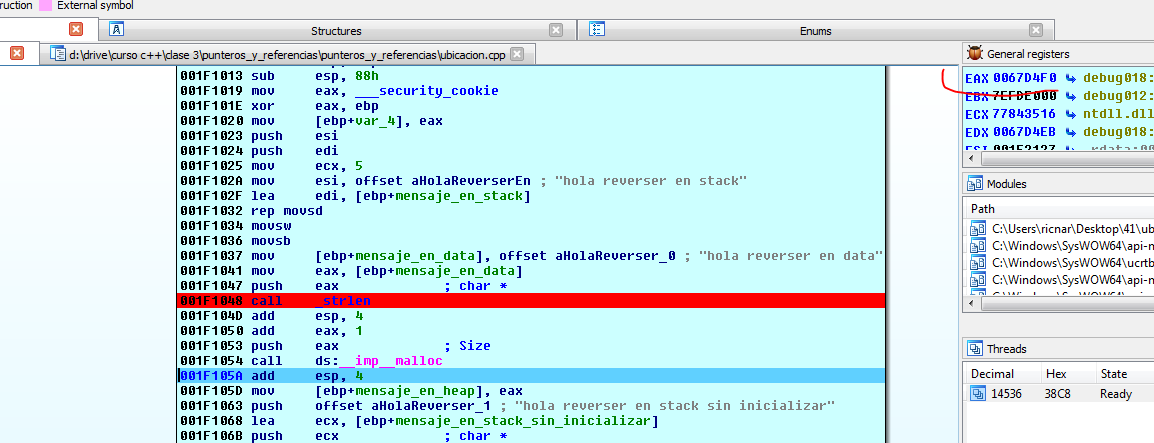 ruction External symbol
Structures Enums
d:\drive\curso c++\clase 3\punteros_y_referencias\punteros_y_referencias\ubicacion.cpp
001F1013 sub esp, 88h
001F1019 mov eax, ___security_cookie
001F101E xor eax, ebp
001F1020 mov [ebp+var_4], eax
001F1023 push esi
001F1024 push edi
001F1025 mov ecx, 5
001F102A mov esi, offset aHolaReverserEn ; "hola reverser en stack"
001F102F lea edi, [ebp+mensaje_en_stack]
001F1032 rep movsd
001F1034 movsw
001F1036 movsb
001F1037 mov [ebp+mensaje_en_data], offset aHolaReverser_0 ; "hola reverser en data"
001F1041 mov eax, [ebp+mensaje_en_data]
001F1047 push eax ; char *
001F1048 call _strlen
001F104D add esp, 4
001F1050 add eax, 1
001F1053 push eax ; Size
001F1054 call ds:__imp__malloc
001F105A add esp, 4
001F105D mov [ebp+mensaje_en_heap], eax
001F1063 push offset aHolaReverser_1 ; "hola reverser en stack sin inicializar"
001F1068 lea ecx, [ebp+mensaje_en_stack_sin_inicializar]
001F106B push ecx ; char *
General registers
EAX 0067D4F0 debug018:
EBX 7EFDE000 debug012:
ECX 77843516 ntdll.dll
EDX 0067D4EB debug018:
ESI 001F2127 .rdata:00
Modules
Path
C:\Users\ricnar\Desktop\41\ub
C:\Windows\SysWOW64\api-m
C:\Windows\SysWOW64\ucrtb
C:\Windows\SysWOW64\api-m
C:\Windows\SysWOW64\api-m
Threads
Decimal Hex State
14536 38C8 Ready